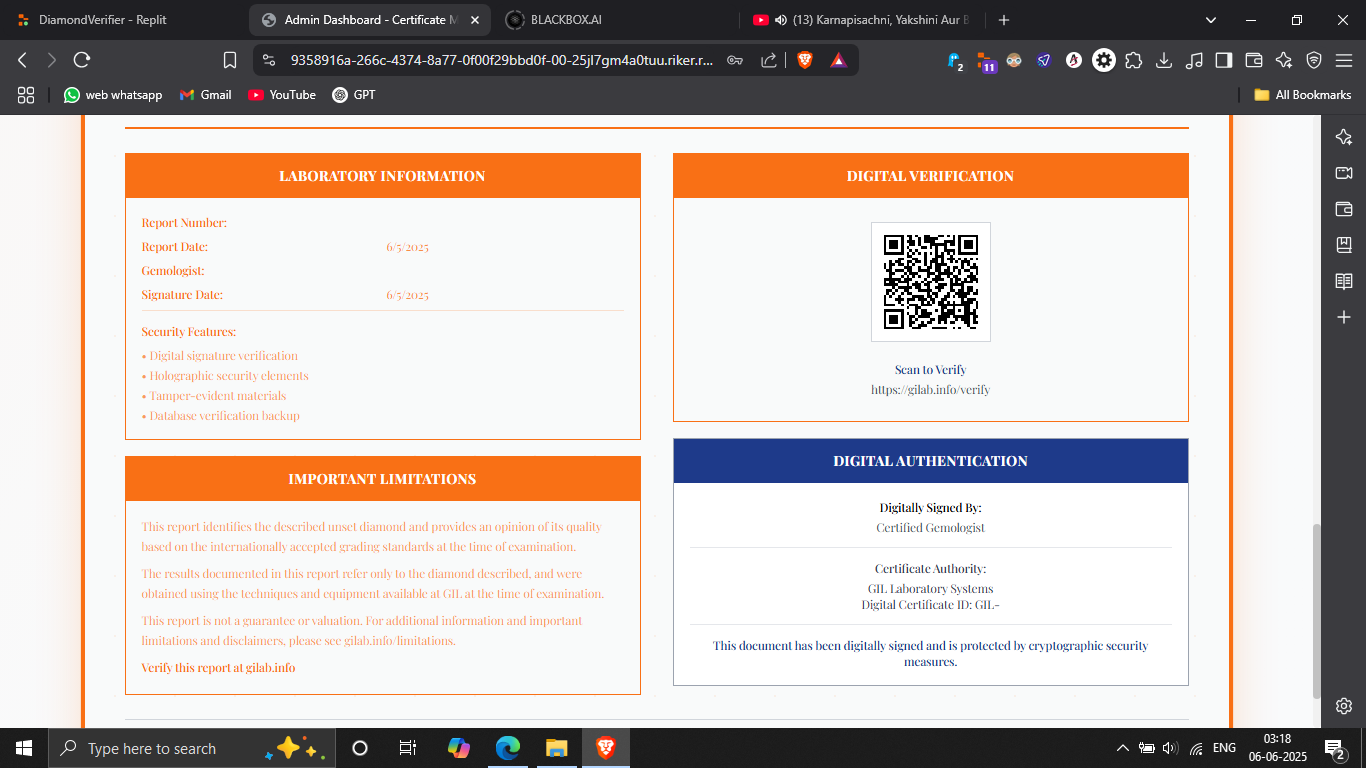 DiamondVerifier - Replit
Admin Dashboard - Certificate M
BLACKBOX.AI
(13) Karnapisachni, Yakshini Aur B
9358916a-266c-4374-8a77-0f00f29bbd0f-00-25jl7gm4a0tuu.riker.r...
2
11
web whatsapp
Gmail
YouTube
GPT
All Bookmarks
LABORATORY INFORMATION
Report Number:
Report Date: 6/5/2025
Gemologist:
Signature Date: 6/5/2025
Security Features:
• Digital signature verification
• Holographic security elements
• Tamper-evident materials
• Database verification backup
IMPORTANT LIMITATIONS
This report identifies the described unset diamond and provides an opinion of its quality
based on the internationally accepted grading standards at the time of examination.
The results documented in this report refer only to the diamond described, and were
obtained using the techniques and equipment available at GIL at the time of examination.
This report is not a guarantee or valuation. For additional information and important
limitations and disclaimers, please see gilab.info/limitations.
Verify this report at gilab.info
DIGITAL VERIFICATION
Scan to Verify
https://gilab.info/verify
DIGITAL AUTHENTICATION
Digitally Signed By:
Certified Gemologist
Certificate Authority:
GIL Laboratory Systems
Digital Certificate ID: GIL-
This document has been digitally signed and is protected by cryptographic security
measures.
Type here to search
ENG
03:18
06-06-2025
2